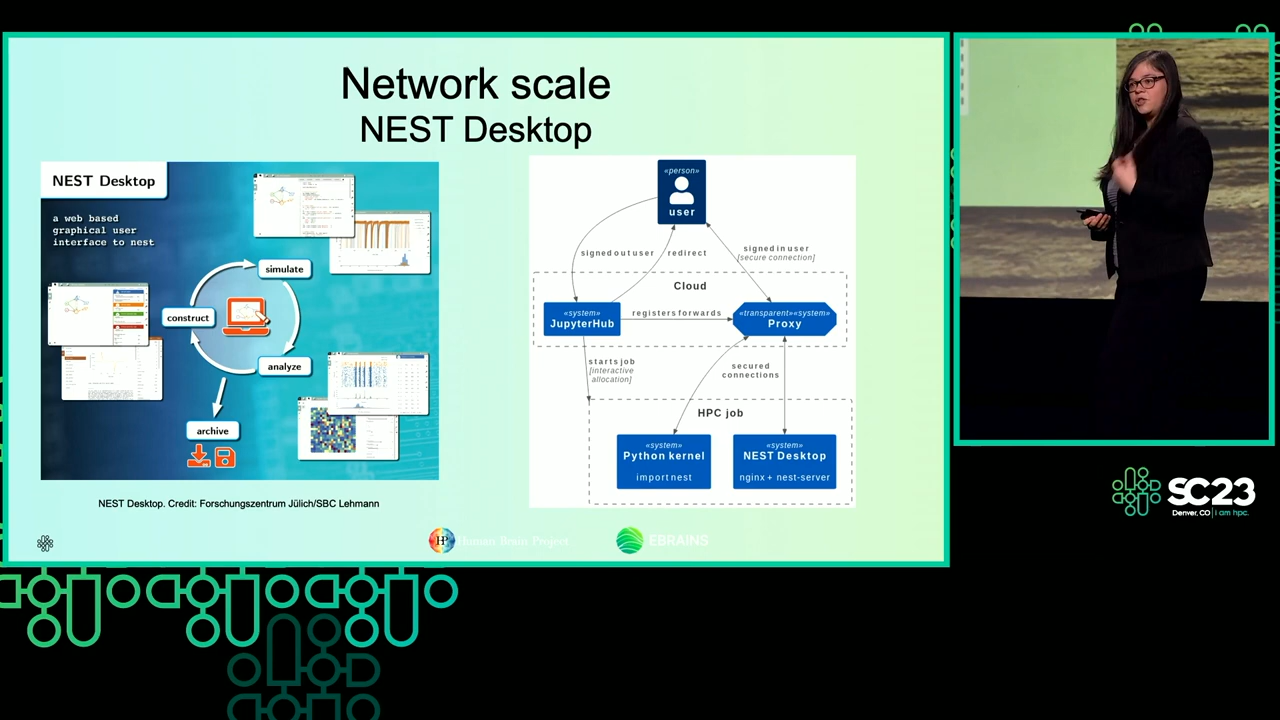 Network scale
NEST Desktop
NEST Desktop
a web based
graphical user
interface to nest
simulate
construct
analyze
archive
NEST Desktop. Credit: Forschungszentrum Jülich/SBC Lehmann
«person»
user
signed out user
redirect
signed in user
[secure connection]
Cloud
«system»
JupyterHub
registers forwards
«transparent»«system»
Proxy
starts job
[interactive
allocation]
secured
connections
HPC job
«system»
Python kernel
import nest
«system»
NEST Desktop
nginx + nest-server
Human Brain Project
EBRAINS
SC23
Denver, CO | i am hpc.